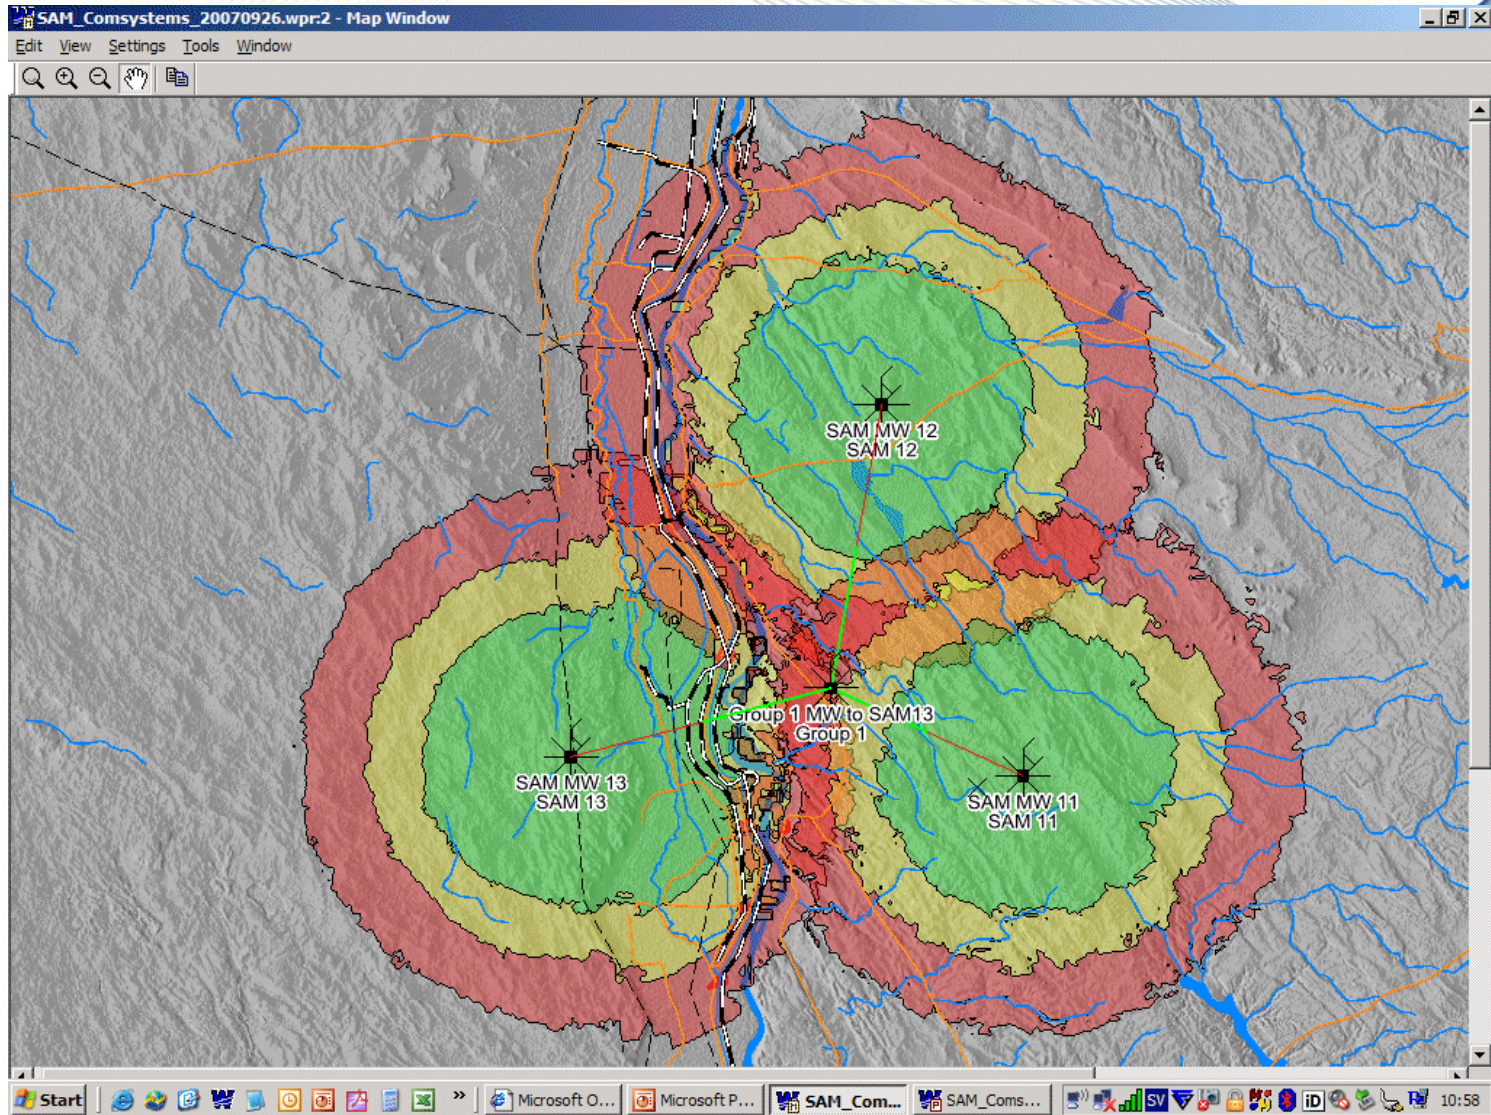 SAM_Comsystems_20070926.wpr:2 - Map Window
Edit View Settings Tools Window
SAM MW 12
SAM 12
Group 1 MW to SAM13
Group 1
SAM MW 13
SAM 13
SAM MW 11
SAM 11
Start
»
Microsoft O...
Microsoft P...
SAM_Com...
SAM_Coms...
SV
iD
10:58